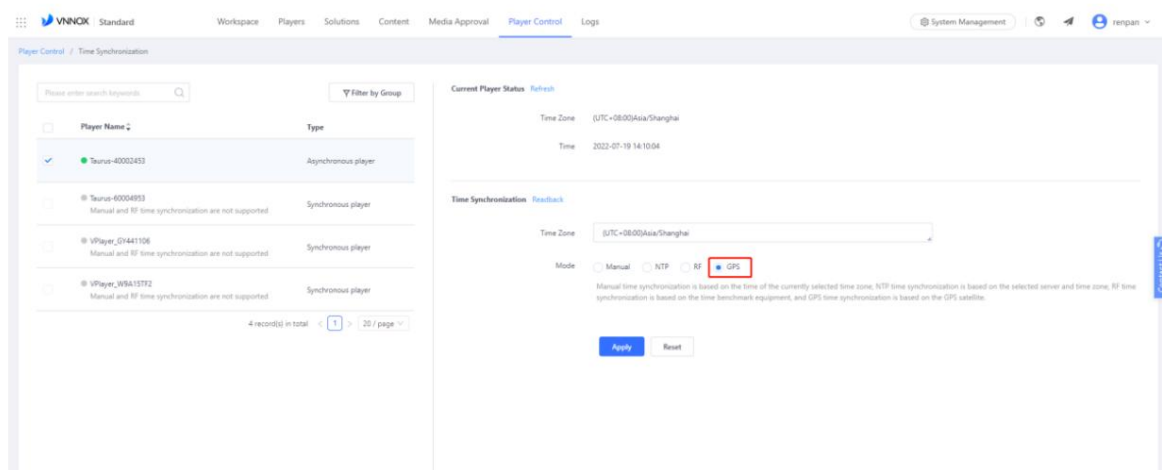 VNNOX Standard Workspace Players Solutions Content Media Approval Player Control Logs System Management renpan
Player Control / Time Synchronization
Please enter search keywords
Filter by Group
Player Name Type
Taurus-40002453 Asynchronous player
Taurus-60004953 Synchronous player
Manual and RF time synchronization are not supported
VPlayer_GY441106 Synchronous player
Manual and RF time synchronization are not supported
VPlayer_W9A15TF2 Synchronous player
Manual and RF time synchronization are not supported
4 record(s) in total < 1 > 20 / page
Current Player Status Refresh
Time Zone (UTC+08:00)Asia/Shanghai
Time 2022-07-19 14:10:04
Time Synchronization Readback
Time Zone (UTC+08:00)Asia/Shanghai
Mode Manual NTP RF GPS
Manual time synchronization is based on the time of the currently selected time zone, NTP time synchronization is based on the selected server and time zone, RF time
synchronization is based on the time benchmark equipment, and GPS time synchronization is based on the GPS satellite.
Apply Reset
Contact Us